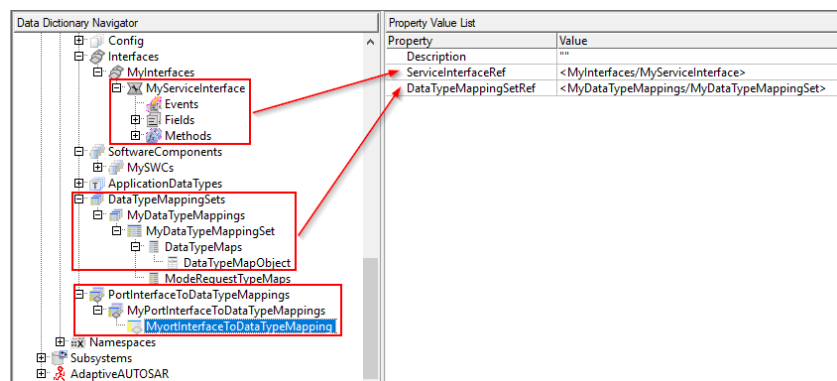 Data Dictionary Navigator
Config
Interfaces
MyInterfaces
MyServiceInterface
Events
Fields
Methods
SoftwareComponents
MySWCs
ApplicationDataTypes
DataTypeMappingSets
MyDataTypeMappings
MyDataTypeMappingSet
DataTypeMaps
DataTypeMapObject
ModeRequestTypeMaps
PortInterfaceToDataTypeMappings
MyPortInterfaceToDataTypeMappings
MyortInterfaceToDataTypeMapping
Namespaces
Subsystems
AdaptiveAUTOSAR
Property Value List
Property Value
Description ""
ServiceInterfaceRef <MyInterfaces/MyServiceInterface>
DataTypeMappingSetRef <MyDataTypeMappings/MyDataTypeMappingSet>